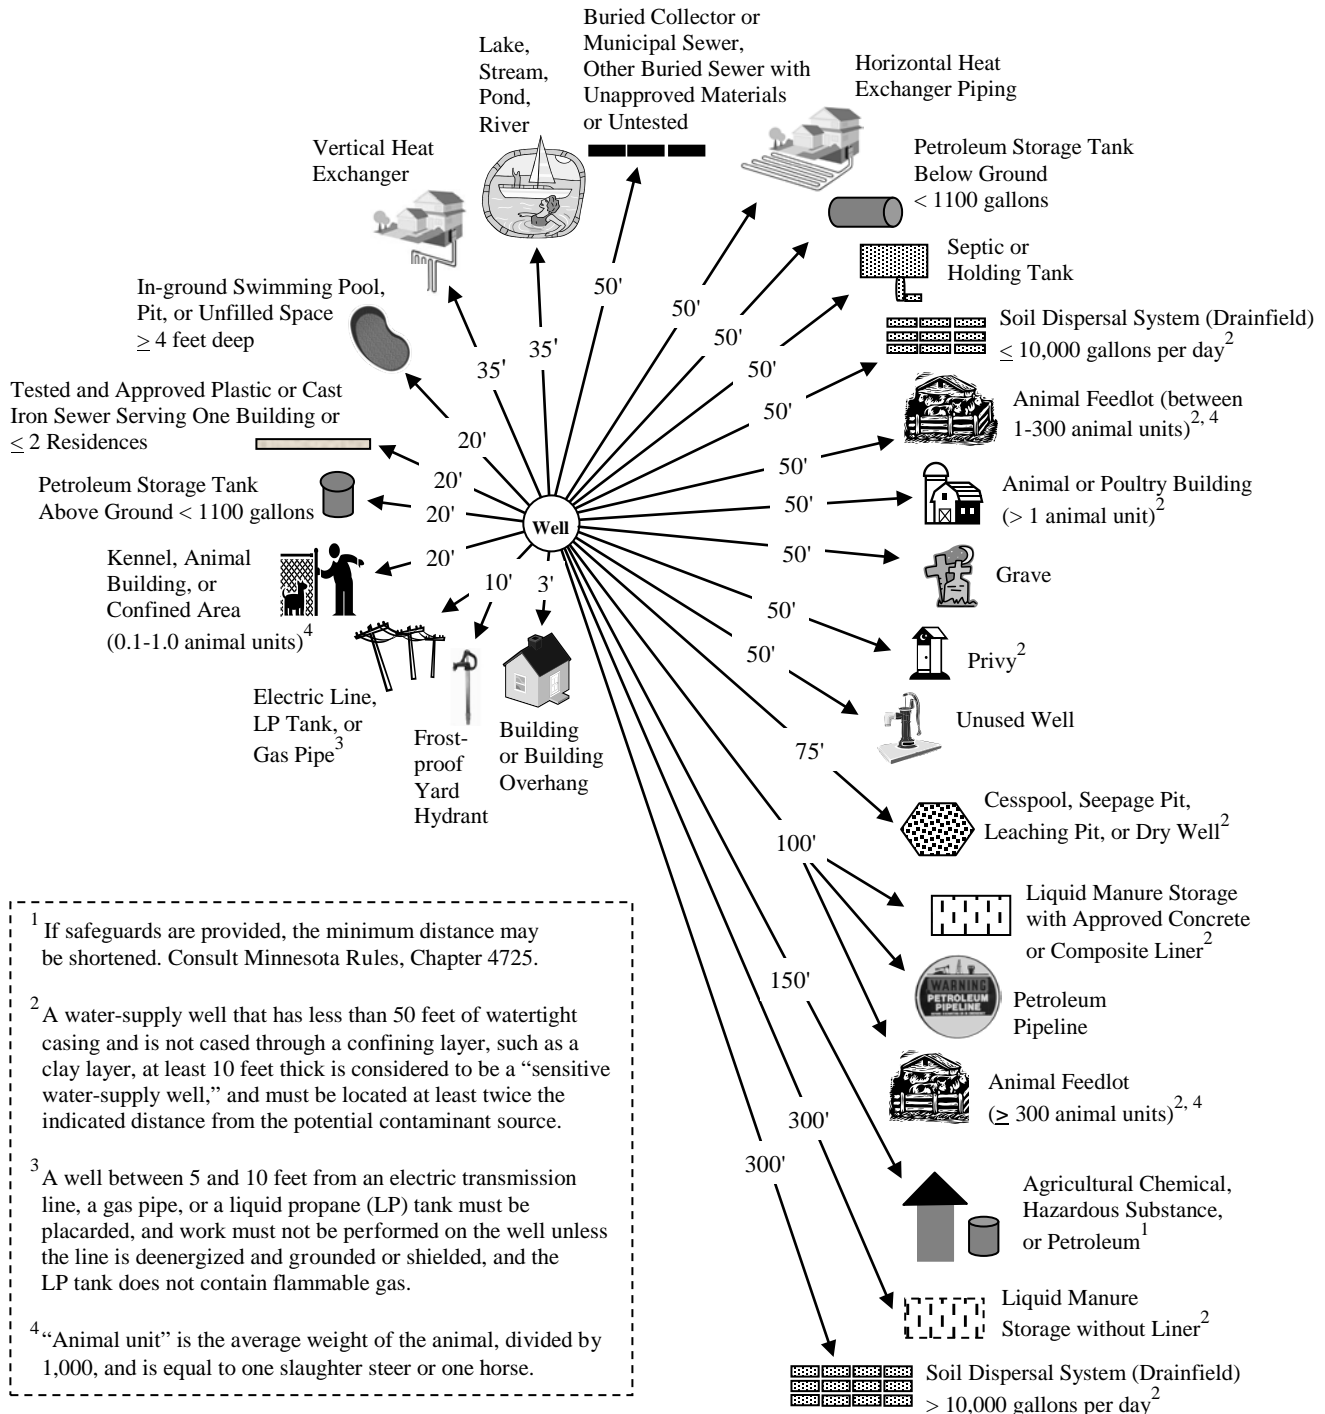 Buried Collector or
Municipal Sewer,
Other Buried Sewer with
Unapproved Materials
or Untested
Lake,
Stream,
Pond,
River
Horizontal Heat
Exchanger Piping
Vertical Heat
Exchanger
Petroleum Storage Tank
Below Ground
< 1100 gallons
Septic or
Holding Tank
In-ground Swimming Pool,
Pit, or Unfilled Space
≥ 4 feet deep
Soil Dispersal System (Drainfield)
≤ 10,000 gallons per day2
Tested and Approved Plastic or Cast
Iron Sewer Serving One Building or
≤ 2 Residences
Animal Feedlot (between
1-300 animal units)2, 4
Petroleum Storage Tank
Above Ground < 1100 gallons
Animal or Poultry Building
(> 1 animal unit)2
Kennel, Animal
Building, or
Confined Area
(0.1-1.0 animal units)4
Grave
Privy2
Electric Line,
LP Tank, or
Gas Pipe3
Frost-
proof
Yard
Hydrant
Building
or Building
Overhang
Unused Well
Well
50'
50'
50'
50'
50'
50'
50'
50'
50'
50'
35'
35'
20'
20'
20'
20'
10'
3'
75'
100'
150'
300'
300'
Cesspool, Seepage Pit,
Leaching Pit, or Dry Well2
Liquid Manure Storage
with Approved Concrete
or Composite Liner2
WARNING
PETROLEUM
PIPELINE
Petroleum
Pipeline
Animal Feedlot
(≥ 300 animal units)2, 4
Agricultural Chemical,
Hazardous Substance,
or Petroleum1
Liquid Manure
Storage without Liner2
Soil Dispersal System (Drainfield)
> 10,000 gallons per day2
1 If safeguards are provided, the minimum distance may
be shortened. Consult Minnesota Rules, Chapter 4725.
2 A water-supply well that has less than 50 feet of watertight
casing and is not cased through a confining layer, such as a
clay layer, at least 10 feet thick is considered to be a “sensitive
water-supply well,” and must be located at least twice the
indicated distance from the potential contaminant source.
3 A well between 5 and 10 feet from an electric transmission
line, a gas pipe, or a liquid propane (LP) tank must be
placarded, and work must not be performed on the well unless
the line is deenergized and grounded or shielded, and the
LP tank does not contain flammable gas.
4 “Animal unit” is the average weight of the animal, divided by
1,000, and is equal to one slaughter steer or one horse.